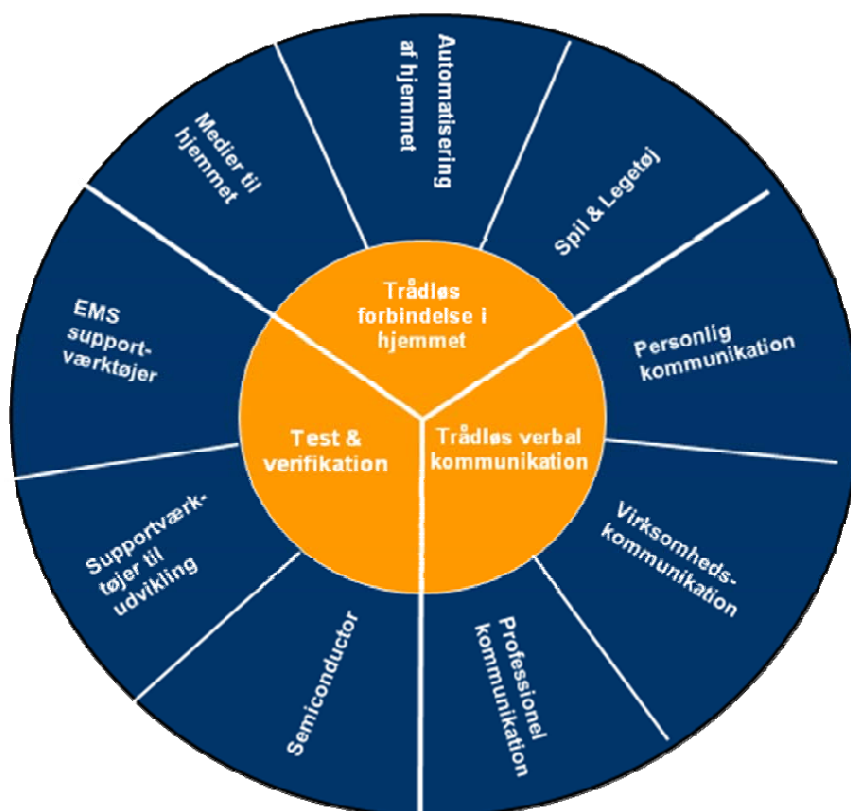 Medier til
hjemmet
Automatisering
af hjemmet
Spil & Legetøj
Trådløs
forbindelse i
hjemmet
EMS
support-
værktøjer
Personlig
kommunikation
Test &
verifikation
Trådløs verbal
kommunikation
Supportværk-
tøjer til
udvikling
Virksomheds-
kommunikation
Semiconductor
Professionel
kommunikation